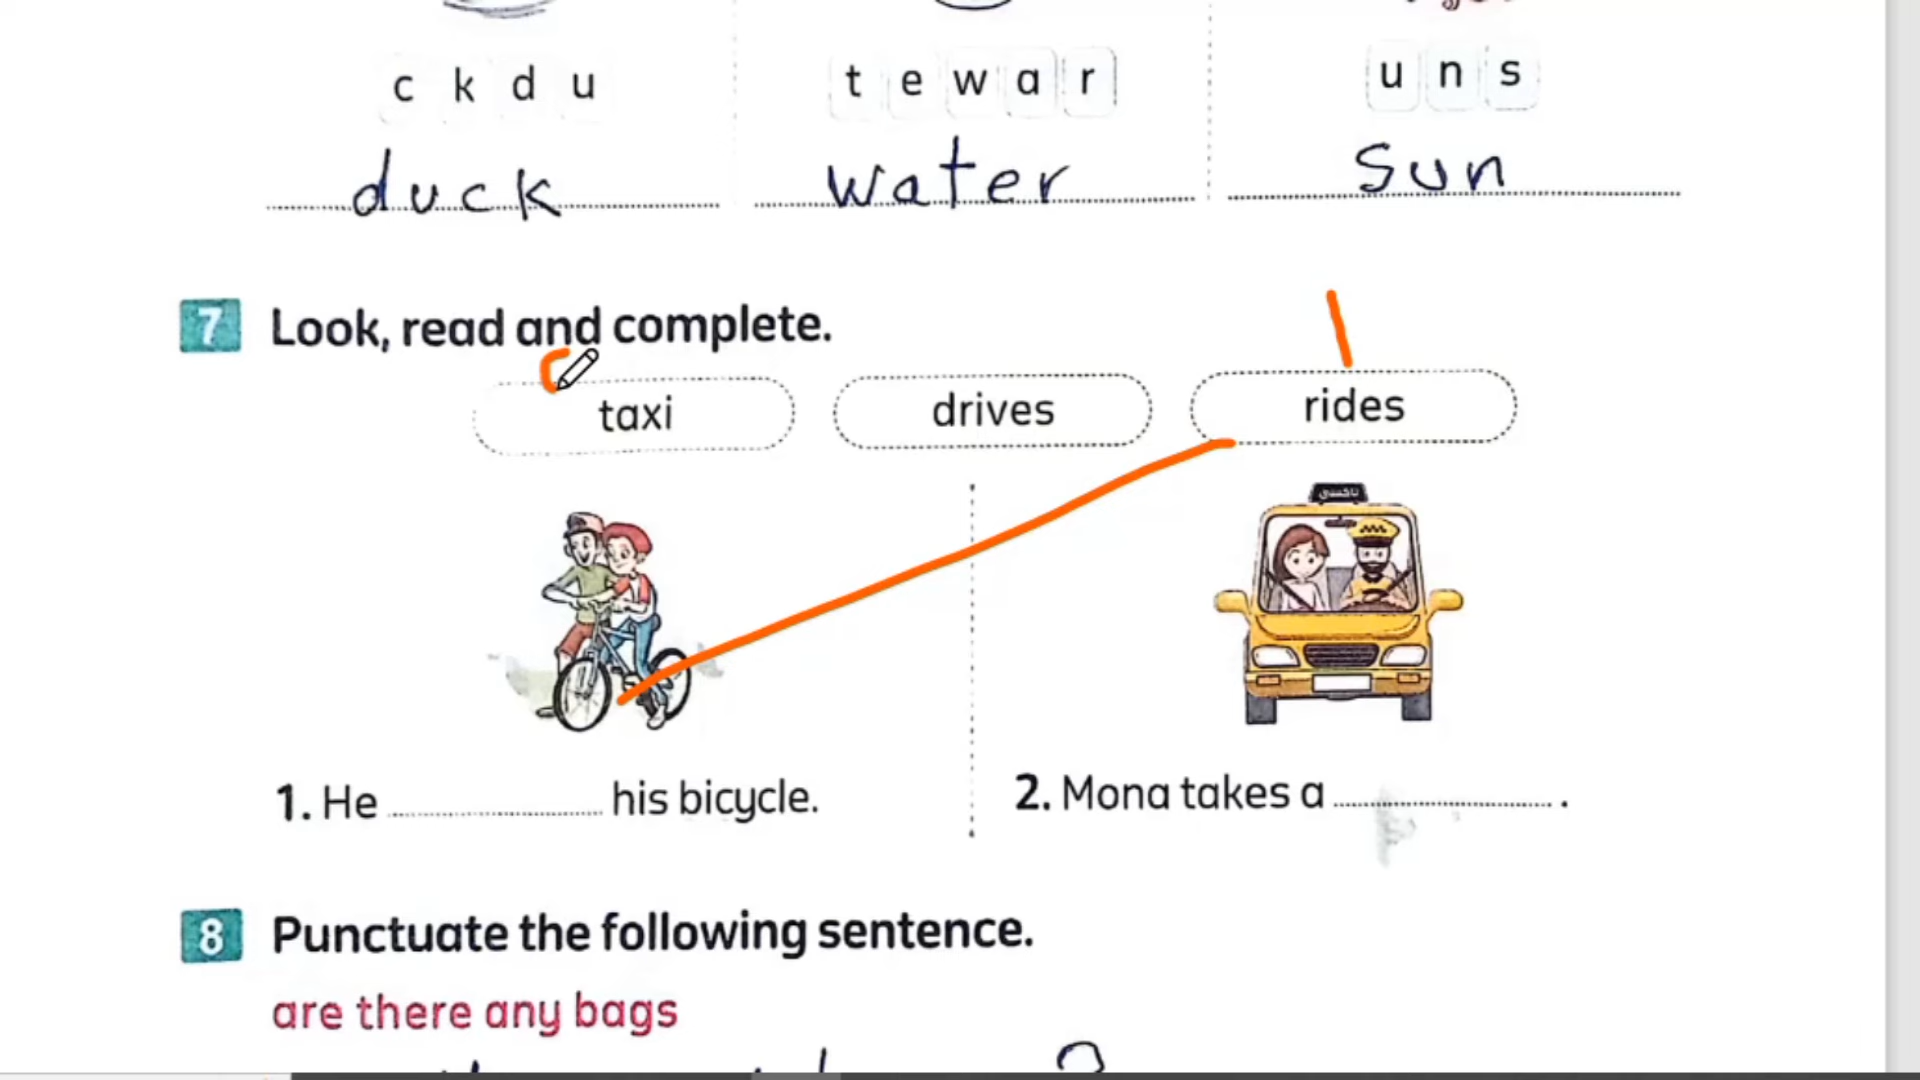 c k d u
t e w a r
u n s
duck
water
sun
7 Look, read and complete.
taxi
drives
rides
تاكسي
1. He ........................ his bicycle.
2. Mona takes a ........................ .
8 Punctuate the following sentence.
are there any bags
?